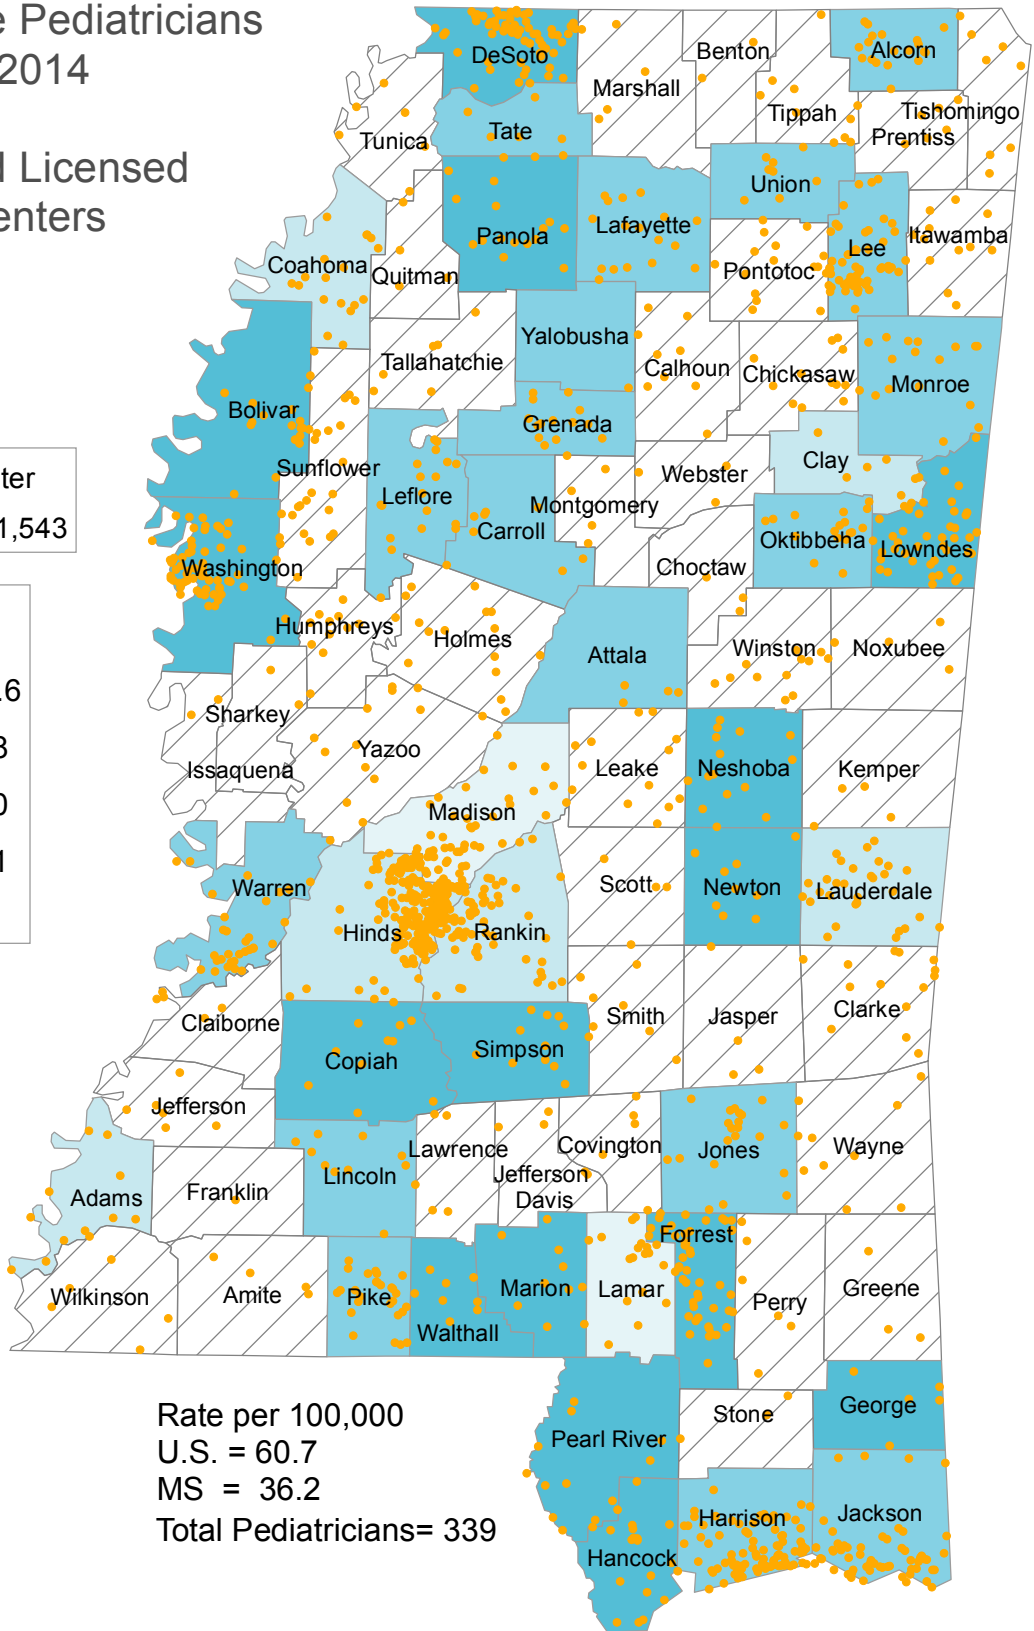 e Pediatricians
2014
d Licensed
enters
ter
1,543
.6
3
0
1
DeSoto
Benton
Alcorn
Marshall
Tippah
Tishomingo
Prentiss
Tunica
Tate
Union
Panola
Lafayette
Lee
Itawamba
Coahoma
Quitman
Pontotoc
Yalobusha
Tallahatchie
Calhoun
Chickasaw
Monroe
Bolivar
Grenada
Sunflower
Leflore
Clay
Webster
Montgomery
Carroll
Oktibbeha
Lowndes
Washington
Choctaw
Humphreys
Holmes
Attala
Winston
Noxubee
Sharkey
Yazoo
Issaquena
Leake
Neshoba
Kemper
Madison
Warren
Scott
Newton
Lauderdale
Hinds
Rankin
Claiborne
Smith
Jasper
Clarke
Copiah
Simpson
Jefferson
Lawrence
Covington
Jones
Wayne
Adams
Franklin
Lincoln
Jefferson
Davis
Forrest
Wilkinson
Amite
Pike
Marion
Lamar
Perry
Greene
Walthall
Stone
George
Pearl River
Harrison
Jackson
Hancock
Rate per 100,000
U.S. = 60.7
MS = 36.2
Total Pediatricians= 339